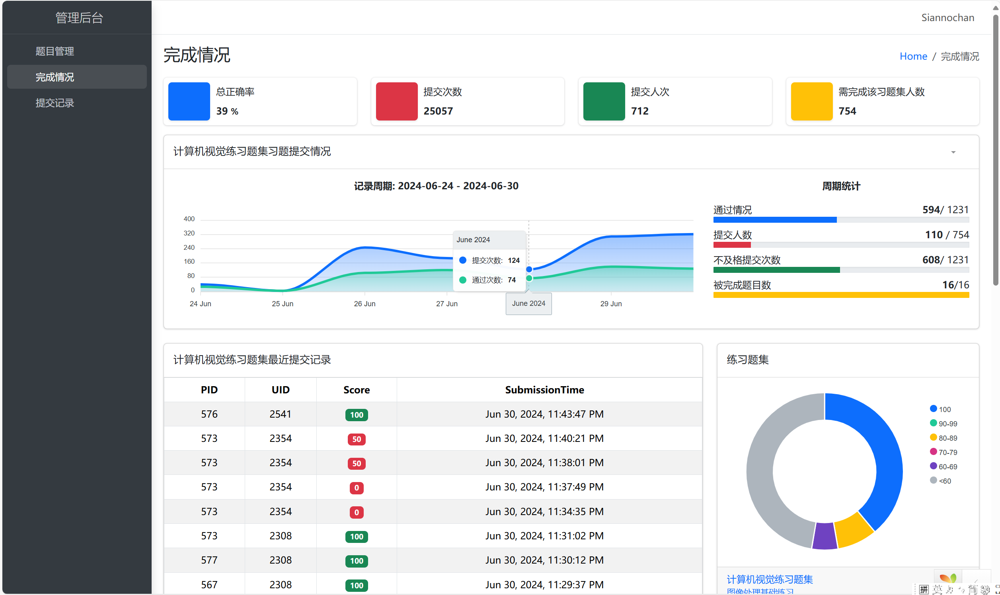 管理后台
Siannochan
题目管理
完成情况
提交记录
完成情况
Home / 完成情况
总正确率
39 %
提交次数
25057
提交人次
712
需完成该习题集人数
754
计算机视觉练习题集习题提交情况
记录周期: 2024-06-24 - 2024-06-30
400
320
240
160
80
0
24 Jun 25 Jun 26 Jun 27 Jun June 2024 29 Jun
June 2024
提交次数: 124
通过次数: 74
周期统计
通过情况 594/ 1231
提交人数 110 / 754
不及格提交次数 608/ 1231
被完成题目数 16/16
计算机视觉练习题集最近提交记录
PID UID Score SubmissionTime
576 2541 100 Jun 30, 2024, 11:43:47 PM
573 2354 50 Jun 30, 2024, 11:40:21 PM
573 2354 50 Jun 30, 2024, 11:38:01 PM
573 2354 0 Jun 30, 2024, 11:37:49 PM
573 2354 0 Jun 30, 2024, 11:34:35 PM
573 2308 100 Jun 30, 2024, 11:31:02 PM
577 2308 100 Jun 30, 2024, 11:30:12 PM
567 2308 100 Jun 30, 2024, 11:29:37 PM
练习题集
100
90-99
80-89
70-79
60-69
<60
计算机视觉练习题集
图像处理基础练习
拼 英 简